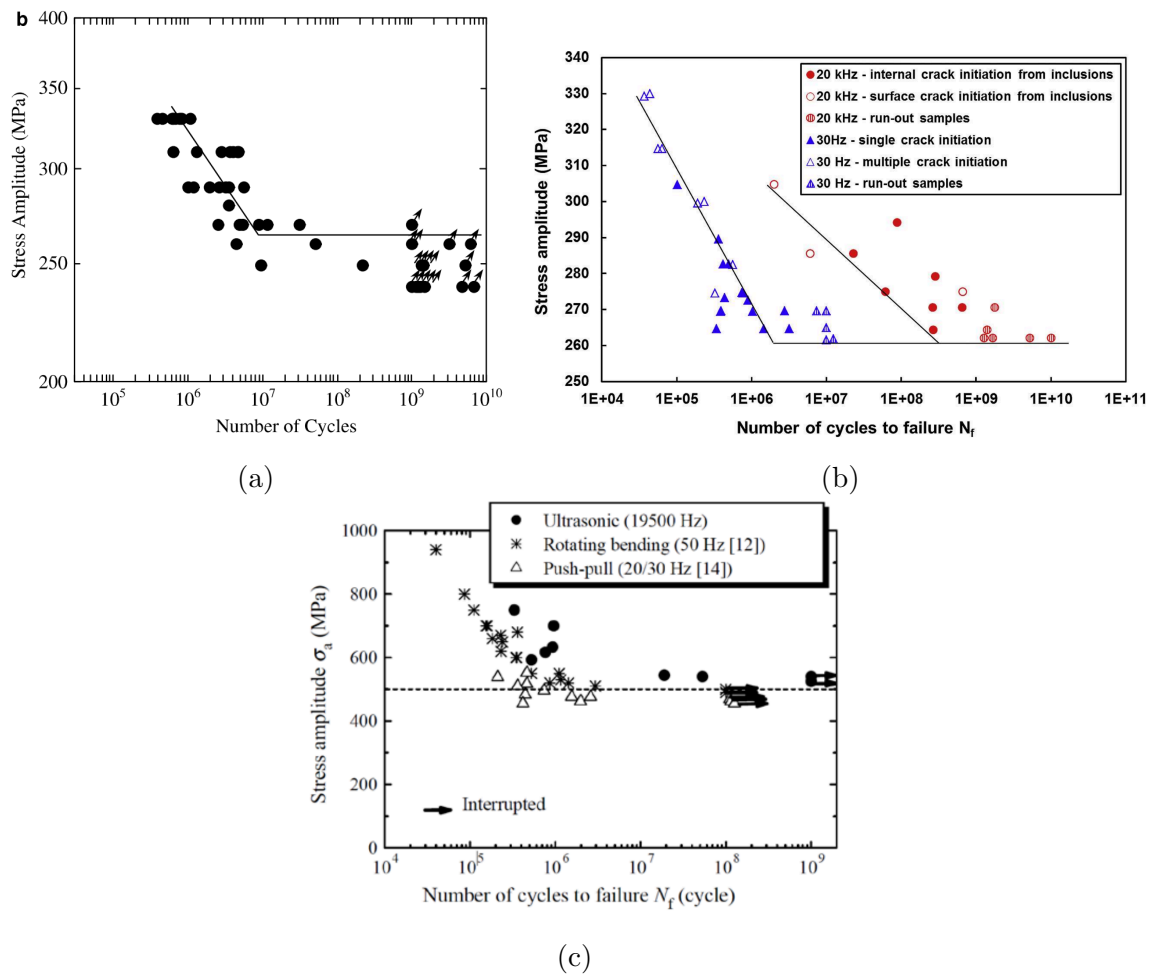 b
400
350
300
250
200
Stress Amplitude (MPa)
10^5 10^6 10^7 10^8 10^9 10^10
Number of Cycles
(a)
340
330
320
310
300
290
280
270
260
250
Stress amplitude (MPa)
20 kHz - internal crack initiation from inclusions
20 kHz - surface crack initiation from inclusions
20 kHz - run-out samples
30Hz - single crack initiation
30 Hz - multiple crack initiation
30 Hz - run-out samples
1E+04 1E+05 1E+06 1E+07 1E+08 1E+09 1E+10 1E+11
Number of cycles to failure N_f
(b)
Ultrasonic (19500 Hz)
Rotating bending (50 Hz [12])
Push-pull (20/30 Hz [14])
1000
800
600
400
200
0
Stress amplitude σ_a (MPa)
Interrupted
10^4 10^5 10^6 10^7 10^8 10^9
Number of cycles to failure N_f (cycle)
(c)